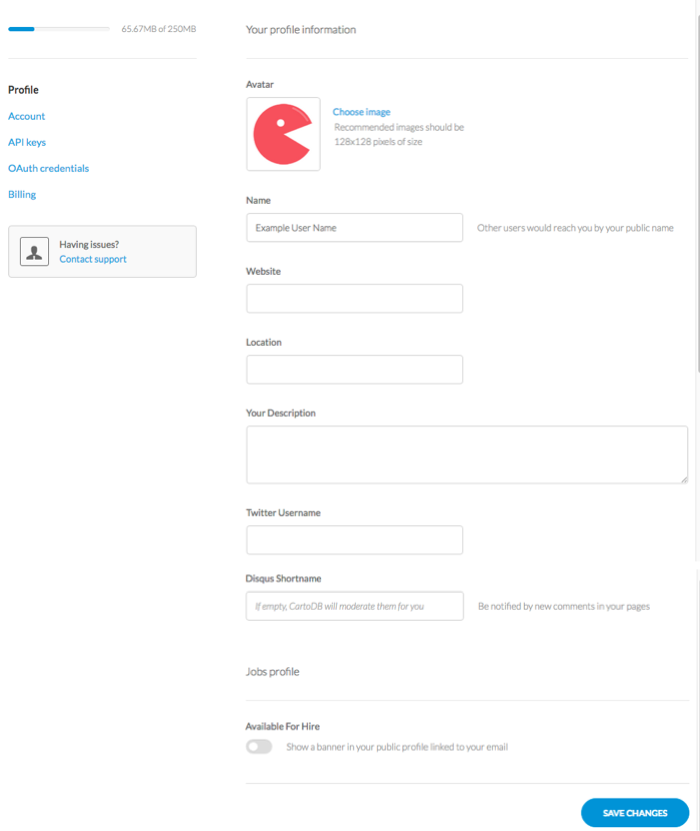 65.67MB of 250MB
Profile
Account
API keys
OAuth credentials
Billing
Having issues?
Contact support
Your profile information
Avatar
Choose image
Recommended images should be
128x128 pixels of size
Name
Example User Name
Other users would reach you by your public name
Website
Location
Your Description
Twitter Username
Disqus Shortname
If empty, CartoDB will moderate them for you
Be notified by new comments in your pages
Jobs profile
Available For Hire
Show a banner in your public profile linked to your email
SAVE CHANGES